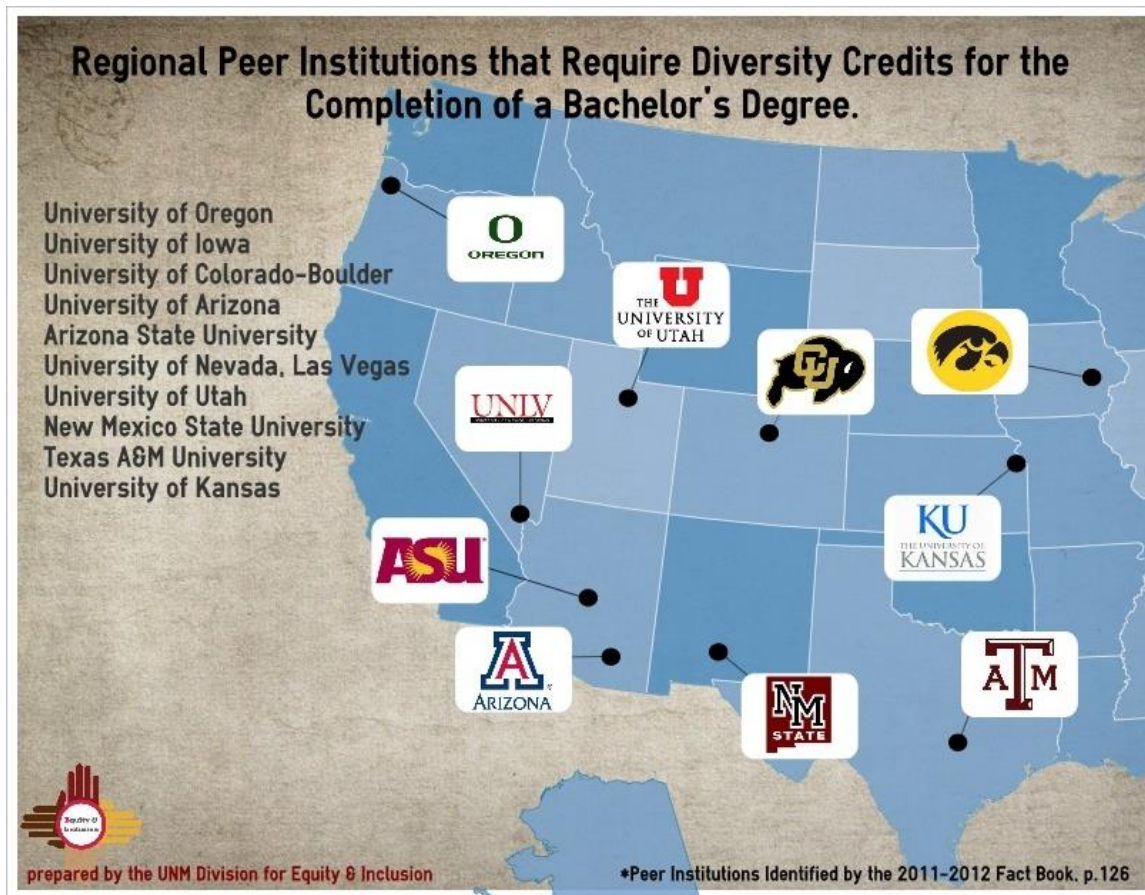 Regional Peer Institutions that Require Diversity Credits for the
Completion of a Bachelor's Degree.
University of Oregon
University of Iowa
University of Colorado-Boulder
University of Arizona
Arizona State University
University of Nevada, Las Vegas
University of Utah
New Mexico State University
Texas A&M University
University of Kansas
O
OREGON
U
THE
UNIVERSITY
OF UTAH
CU
UNLV
KU
THE UNIVERSITY OF
KANSAS
ASU
A
ARIZONA
NM
STATE
ATM
Equity &
Inclusion
prepared by the UNM Division for Equity & Inclusion
*Peer Institutions Identified by the 2011-2012 Fact Book, p.126